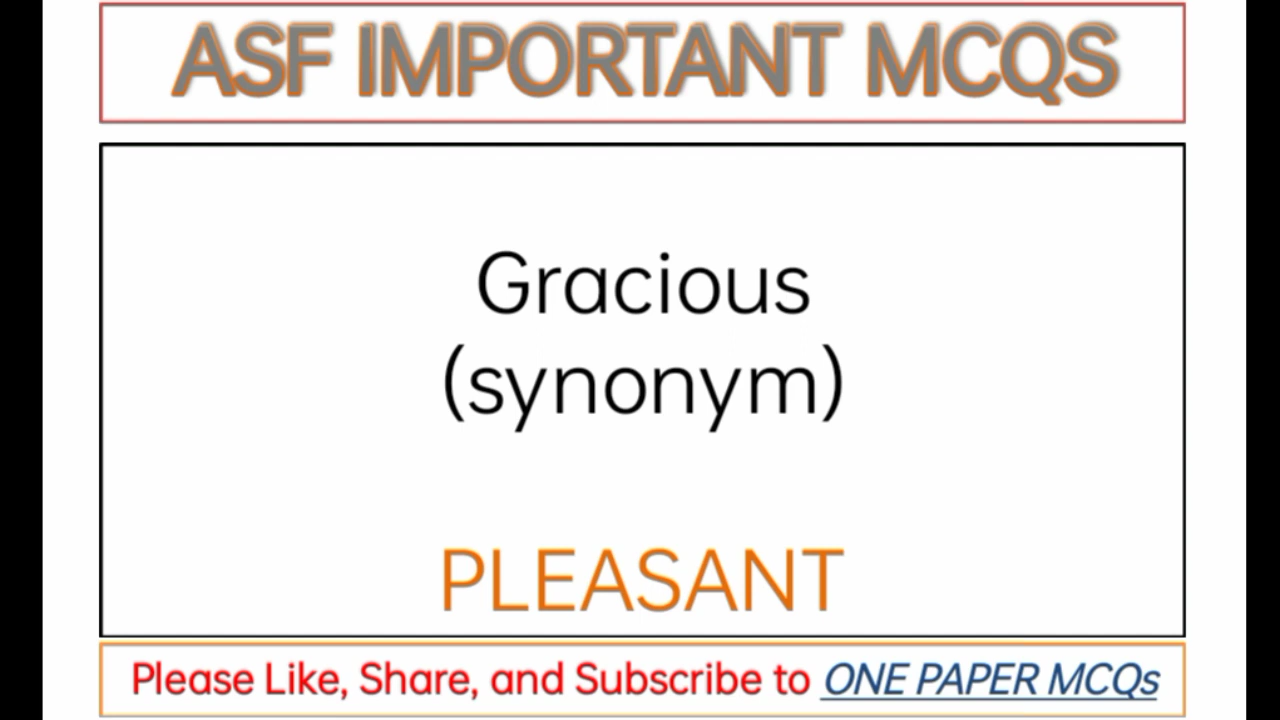 ASF IMPORTANT MCQS
Gracious
(synonym)
PLEASANT
Please Like, Share, and Subscribe to ONE PAPER MCQs